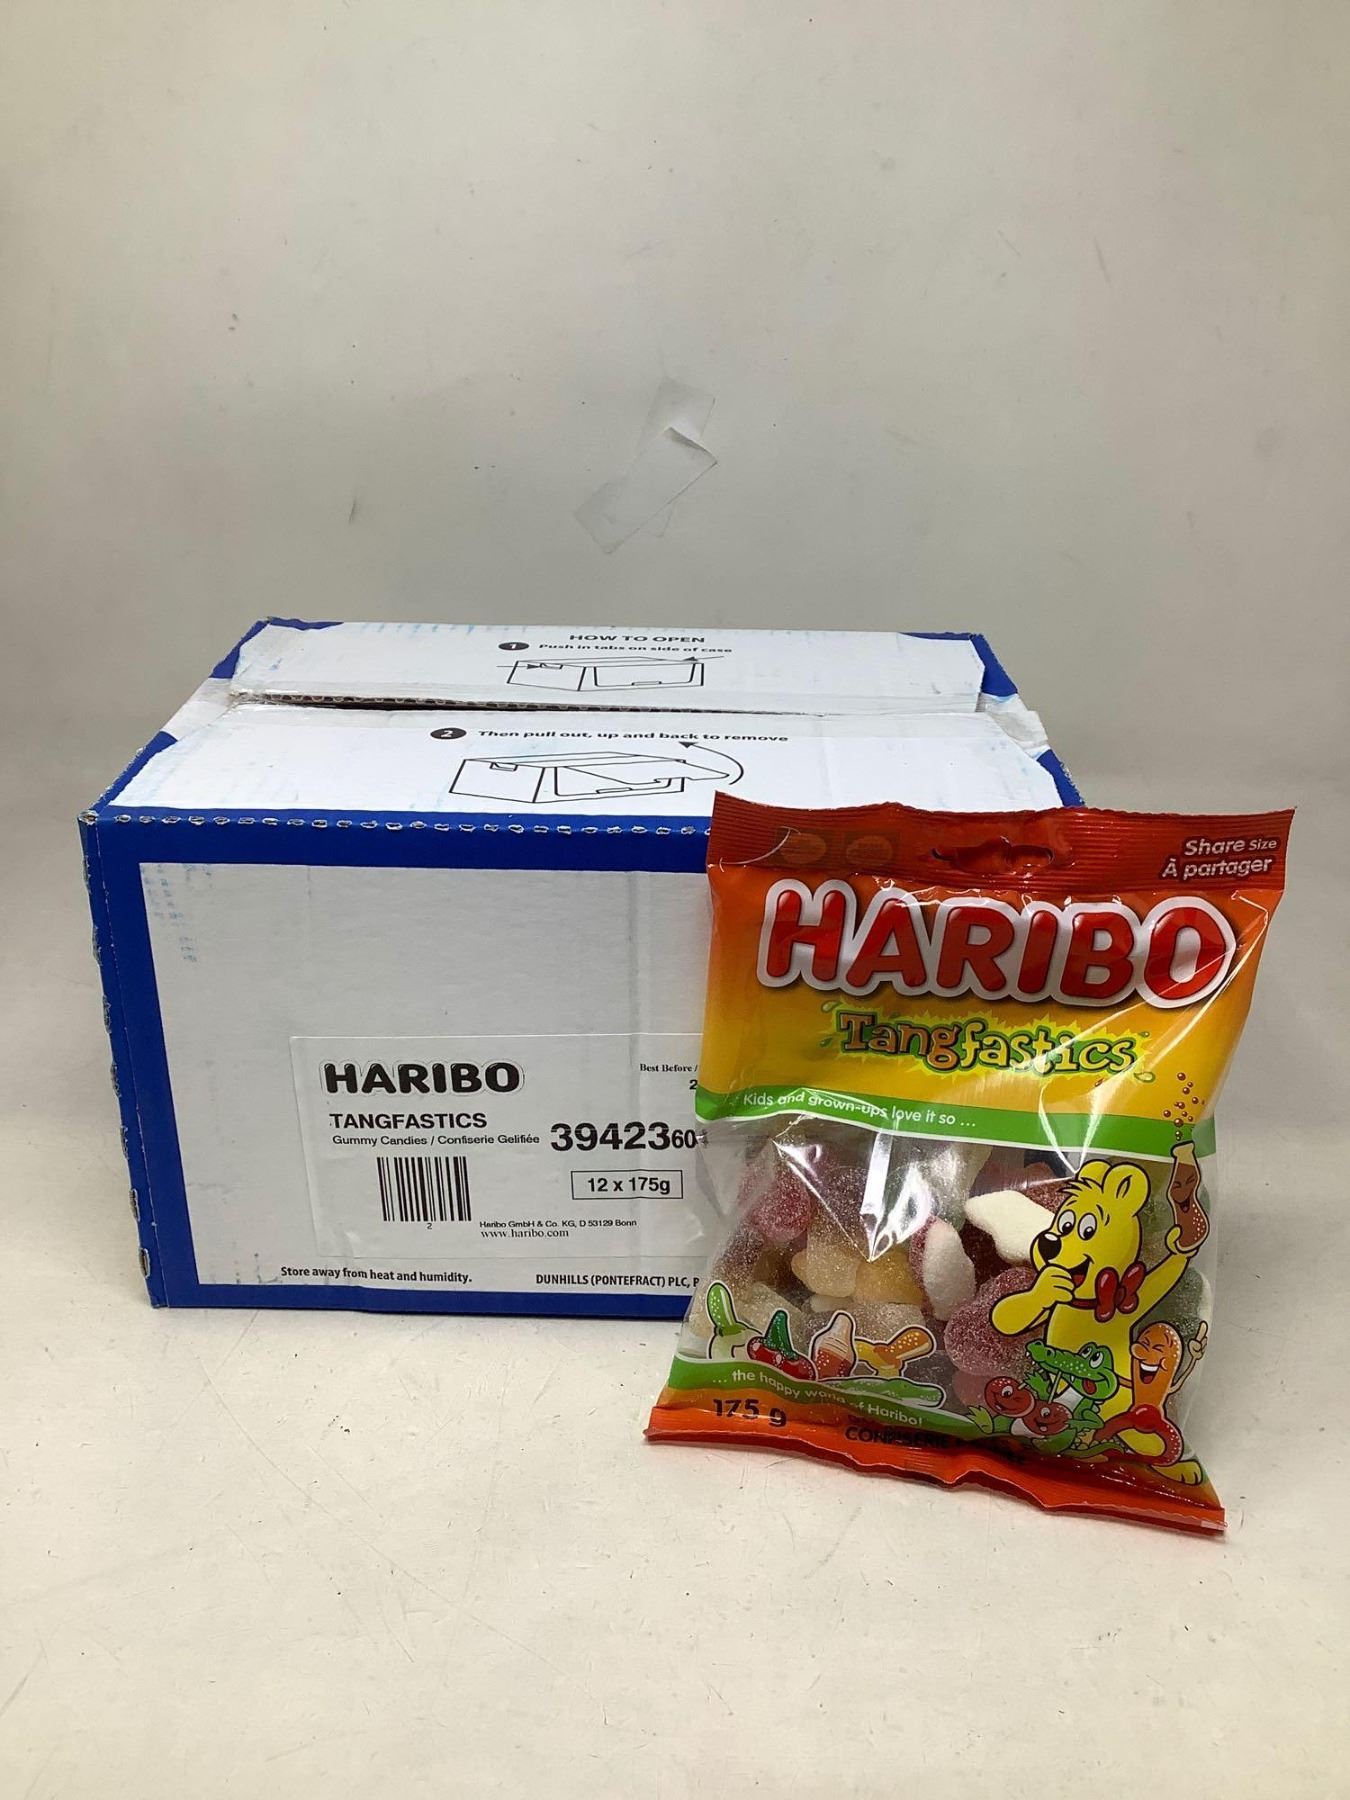 HOW TO OPEN
1 Push in tabs on side of case
2 Then pull out, up and back to remove
HARIBO
Best Before /
2
TANGFASTICS
Gummy Candies / Confiserie Gelifiée
3942360
12 x 175g
2
Haribo GmbH & Co. KG, D 53129 Bonn
www.haribo.com
Store away from heat and humidity.
DUNHILLS (PONTEFRACT) PLC, P
Share size
À partager
HARIBO
Tangfastics
Kids and grown-ups love it so ...
... the happy world of Haribo!
175 g